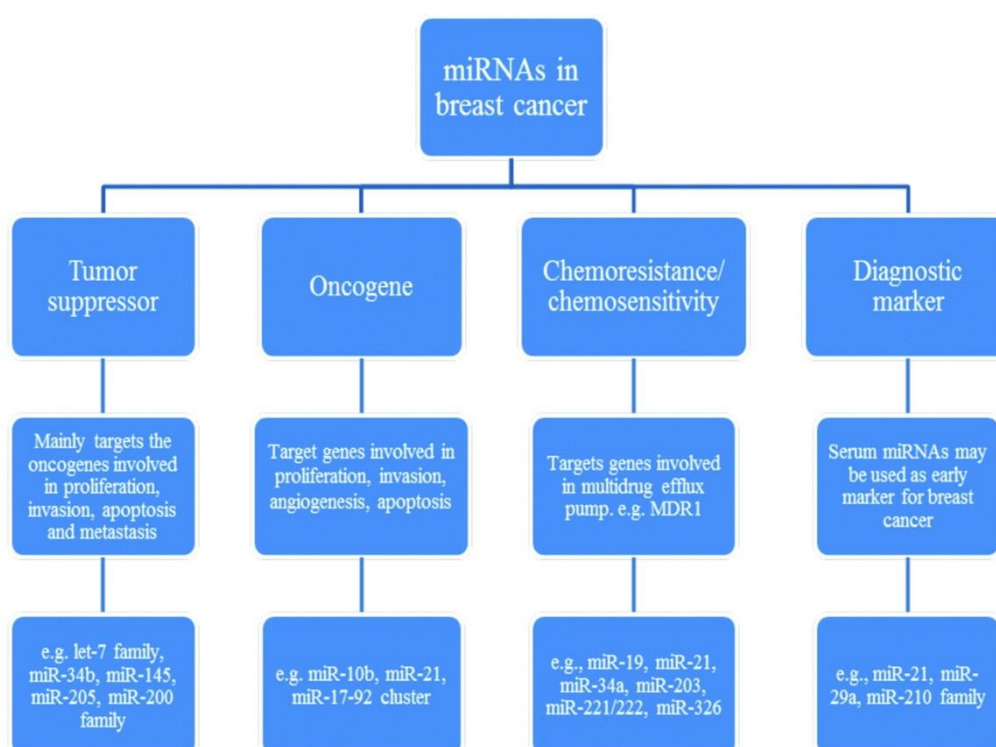 miRNAs in
breast cancer
Tumor
suppressor
Oncogene
Chemoresistance/
chemosensitivity
Diagnostic
marker
Mainly targets the
oncogenes involved
in proliferation,
invasion, apoptosis
and metastasis
Target genes involved in
proliferation, invasion,
angiogenesis, apoptosis
Targets genes involved
in multidrug efflux
pump. e.g. MDR1
Serum miRNAs may
be used as early
marker for breast
cancer
e.g. let-7 family,
miR-34b, miR-145,
miR-205, miR-200
family
e.g. miR-10b, miR-21,
miR-17-92 cluster
e.g., miR-19, miR-21,
miR-34a, miR-203,
miR-221/222, miR-326
e.g., miR-21, miR-
29a, miR-210 family